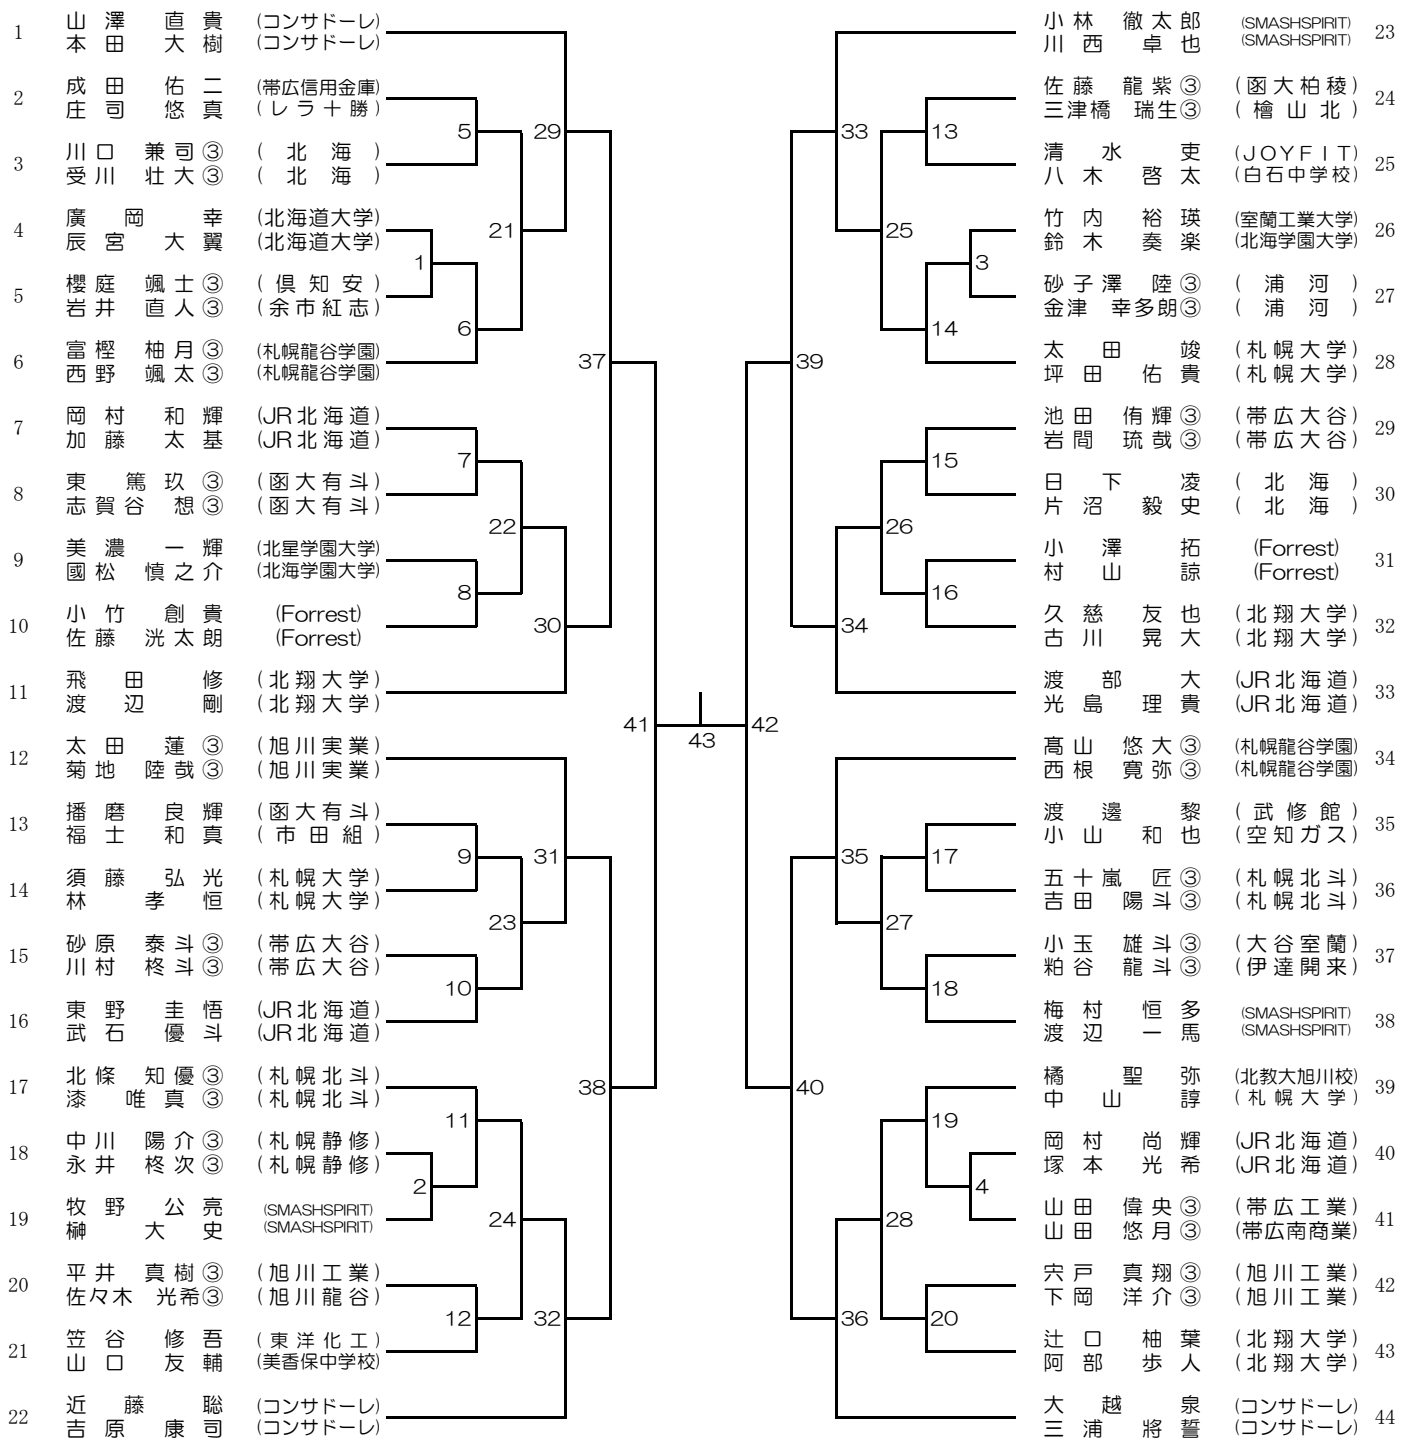 1 山澤 直貴 (コンサドーレ)
本田 大樹 (コンサドーレ)
2 成田 佑二 (帯広信用金庫)
庄司 悠真 (レラ十勝)
3 川口 兼司③ (北海)
受川 壮大③ (北海)
4 廣岡 幸 (北海道大学)
辰宮 大翼 (北海道大学)
5 櫻庭 颯士③ (倶知安)
岩井 直人③ (余市紅志)
6 富樫 柚月③ (札幌龍谷学園)
西野 颯太③ (札幌龍谷学園)
7 岡村 和輝 (JR北海道)
加藤 太基 (JR北海道)
8 東 篤玖③ (函大有斗)
志賀谷 想③ (函大有斗)
9 美濃 一輝 (北星学園大学)
國松 慎之介 (北海学園大学)
10 小竹 創貴 (Forrest)
佐藤 洸太朗 (Forrest)
11 飛田 修 (北翔大学)
渡辺 剛 (北翔大学)
12 太田 蓮③ (旭川実業)
菊地 陸哉③ (旭川実業)
13 播磨 良輝 (函大有斗)
福士 和真 (市田組)
14 須藤 弘光 (札幌大学)
林 孝恒 (札幌大学)
15 砂原 泰斗③ (帯広大谷)
川村 柊斗③ (帯広大谷)
16 東野 圭悟 (JR北海道)
武石 優斗 (JR北海道)
17 北條 知優③ (札幌北斗)
漆 唯真③ (札幌北斗)
18 中川 陽介③ (札幌静修)
永井 柊次③ (札幌静修)
19 牧野 公亮 (SMASHSPIRIT)
榊 大史 (SMASHSPIRIT)
20 平井 真樹③ (旭川工業)
佐々木 光希③ (旭川龍谷)
21 笠谷 修吾 (東洋化工)
山口 友輔 (美香保中学校)
22 近藤 聡 (コンサドーレ)
吉原 康司 (コンサドーレ)
5
29
21
1
6
37
7
22
8
30
41
43
9
31
23
10
38
11
2
24
12
32
33
13
25
3
14
39
15
26
16
34
42
35
17
27
18
40
19
4
28
36
20
小林 徹太郎 (SMASHSPIRIT) 23
川西 卓也 (SMASHSPIRIT)
佐藤 龍紫③ (函大柏稜) 24
三津橋 瑞生③ (檜山北)
清水 吏 (JOYFIT) 25
八木 啓太 (白石中学校)
竹内 裕瑛 (室蘭工業大学) 26
鈴木 奏楽 (北海学園大学)
砂子澤 陸③ (浦河) 27
金津 幸多朗③ (浦河)
太田 竣 (札幌大学) 28
坪田 佑貴 (札幌大学)
池田 侑輝③ (帯広大谷) 29
岩間 琉哉③ (帯広大谷)
日下 凌 (北海) 30
片沼 毅史 (北海)
小澤 拓 (Forrest) 31
村山 諒 (Forrest)
久慈 友也 (北翔大学) 32
古川 晃大 (北翔大学)
渡部 大 (JR北海道) 33
光島 理貴 (JR北海道)
髙山 悠大③ (札幌龍谷学園) 34
西根 寛弥③ (札幌龍谷学園)
渡邊 黎 (武修館) 35
小山 和也 (空知ガス)
五十嵐 匠③ (札幌北斗) 36
吉田 陽斗③ (札幌北斗)
小玉 雄斗③ (大谷室蘭) 37
粕谷 龍斗③ (伊達開来)
梅村 恒多 (SMASHSPIRIT) 38
渡辺 一馬 (SMASHSPIRIT)
橘 聖弥 (北教大旭川校) 39
中山 諄 (札幌大学)
岡村 尚輝 (JR北海道) 40
塚本 光希 (JR北海道)
山田 偉央③ (帯広工業) 41
山田 悠月③ (帯広南商業)
宍戸 真翔③ (旭川工業) 42
下岡 洋介③ (旭川工業)
辻口 柚葉 (北翔大学) 43
阿部 歩人 (北翔大学)
大越 泉 (コンサドーレ) 44
三浦 將誓 (コンサドーレ)